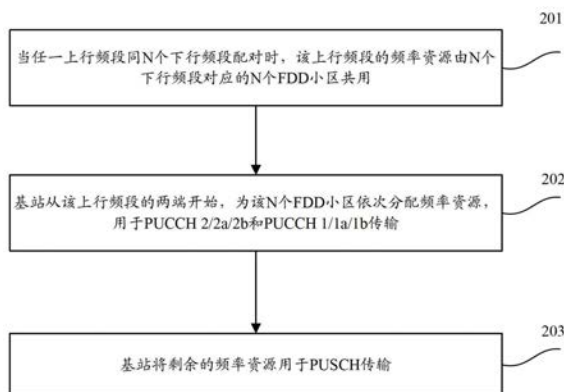 201
当任一上行频段同N个下行频段配对时，该上行频段的频率资源由N个
下行频段对应的N个FDD小区共用
202
基站从该上行频段的两端开始，为该N个FDD小区依次分配频率资源，
用于PUCCH 2/2a/2b和PUCCH 1/1a/1b传输
203
基站将剩余的频率资源用于PUSCH传输